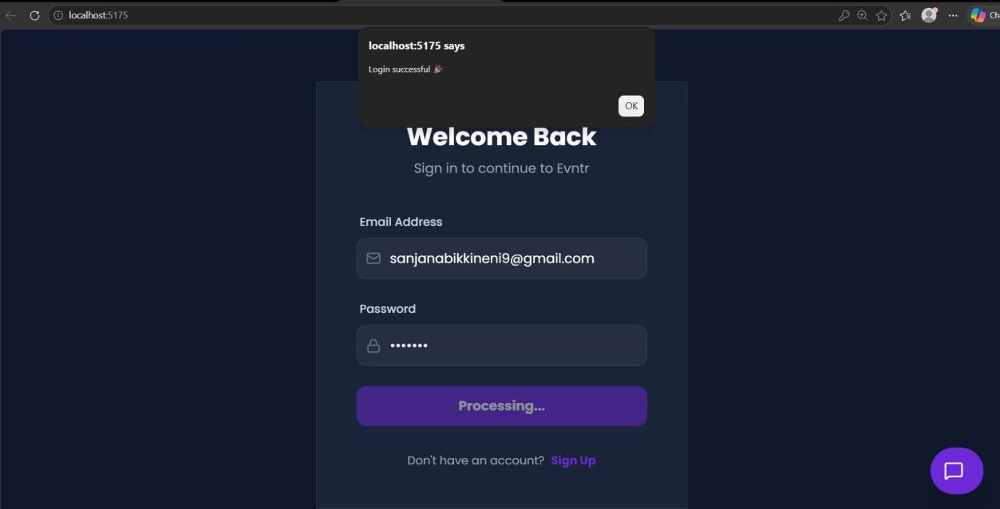 localhost:5175
Ch
localhost:5175 says
Login successful 🎉
OK
Welcome Back
Sign in to continue to Evntr
Email Address
sanjanabikkineni9@gmail.com
Password
•••••••
Processing...
Don't have an account? Sign Up